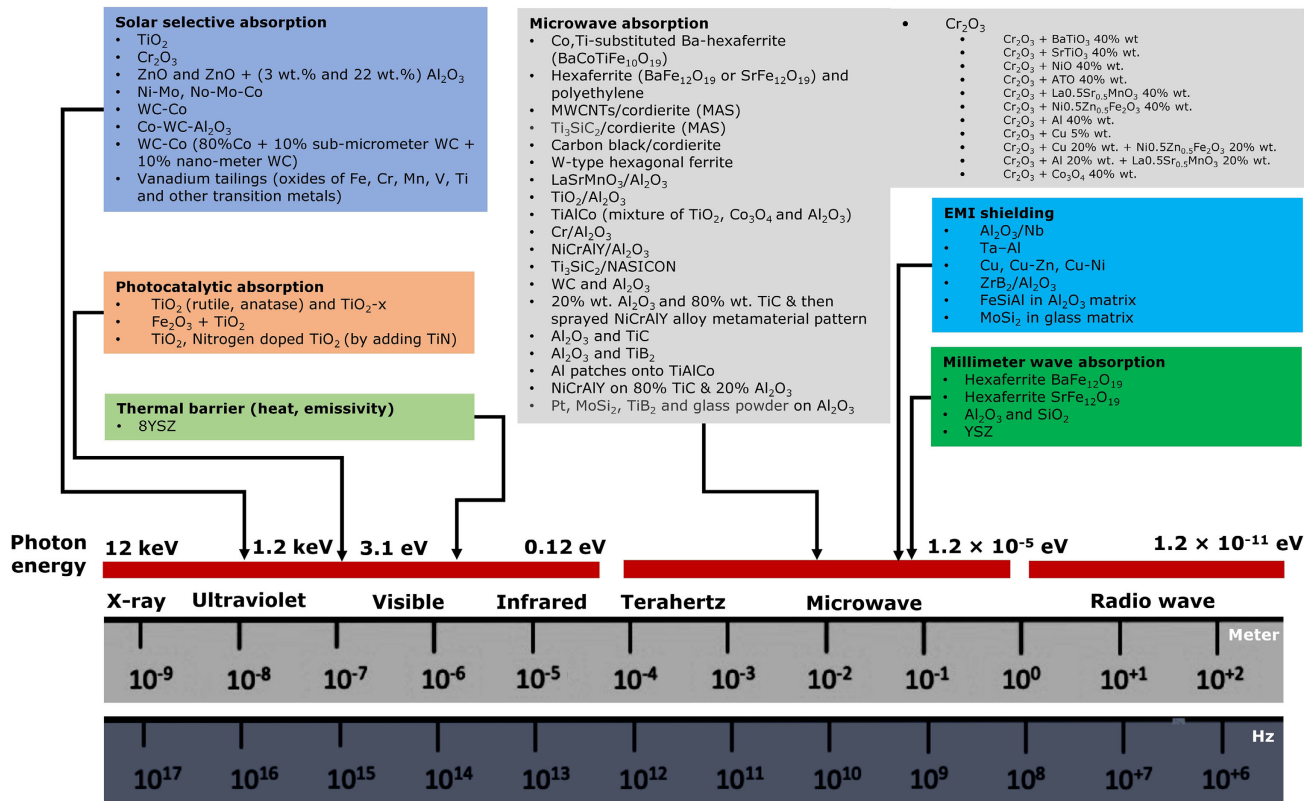 Solar selective absorption
• TiO₂
• Cr₂O₃
• ZnO and ZnO + (3 wt.% and 22 wt.%) Al₂O₃
• Ni-Mo, No-Mo-Co
• WC-Co
• Co-WC-Al₂O₃
• WC-Co (80%Co + 10% sub-micrometer WC +
10% nano-meter WC)
• Vanadium tailings (oxides of Fe, Cr, Mn, V, Ti
and other transition metals)
Photocatalytic absorption
• TiO₂ (rutile, anatase) and TiO₂-x
• Fe₂O₃ + TiO₂
• TiO₂, Nitrogen doped TiO₂ (by adding TiN)
Thermal barrier (heat, emissivity)
• 8YSZ
Microwave absorption
• Co,Ti-substituted Ba-hexaferrite
(BaCoTiFe₁₀O₁₉)
• Hexaferrite (BaFe₁₂O₁₉ or SrFe₁₂O₁₉) and
polyethylene
• MWCNTs/cordierite (MAS)
• Ti₃SiC₂/cordierite (MAS)
• Carbon black/cordierite
• W-type hexagonal ferrite
• LaSrMnO₃/Al₂O₃
• TiO₂/Al₂O₃
• TiAlCo (mixture of TiO₂, Co₃O₄ and Al₂O₃)
• Cr/Al₂O₃
• NiCrAlY/Al₂O₃
• Ti₃SiC₂/NASICON
• WC and Al₂O₃
• 20% wt. Al₂O₃ and 80% wt. TiC & then
sprayed NiCrAlY alloy metamaterial pattern
• Al₂O₃ and TiC
• Al₂O₃ and TiB₂
• Al patches onto TiAlCo
• NiCrAlY on 80% TiC & 20% Al₂O₃
• Pt, MoSi₂, TiB₂ and glass powder on Al₂O₃
• Cr₂O₃
• Cr₂O₃ + BaTiO₃ 40% wt
• Cr₂O₃ + SrTiO₃ 40% wt.
• Cr₂O₃ + NiO 40% wt.
• Cr₂O₃ + ATO 40% wt.
• Cr₂O₃ + La0.5Sr₀.₅MnO₃ 40% wt.
• Cr₂O₃ + Ni0.5Zn₀.₅Fe₂O₃ 40% wt.
• Cr₂O₃ + Al 40% wt.
• Cr₂O₃ + Cu 5% wt.
• Cr₂O₃ + Cu 20% wt. + Ni0.5Zn₀.₅Fe₂O₃ 20% wt.
• Cr₂O₃ + Al 20% wt. + La0.5Sr₀.₅MnO₃ 20% wt.
• Cr₂O₃ + Co₃O₄ 40% wt.
EMI shielding
• Al₂O₃/Nb
• Ta–Al
• Cu, Cu-Zn, Cu-Ni
• ZrB₂/Al₂O₃
• FeSiAl in Al₂O₃ matrix
• MoSi₂ in glass matrix
Millimeter wave absorption
• Hexaferrite BaFe₁₂O₁₉
• Hexaferrite SrFe₁₂O₁₉
• Al₂O₃ and SiO₂
• YSZ
Photon
energy
12 keV 1.2 keV 3.1 eV 0.12 eV 1.2 × 10⁻⁵ eV 1.2 × 10⁻¹¹ eV
X-ray Ultraviolet Visible Infrared Terahertz Microwave Radio wave
Meter
10⁻⁹ 10⁻⁸ 10⁻⁷ 10⁻⁶ 10⁻⁵ 10⁻⁴ 10⁻³ 10⁻² 10⁻¹ 10⁰ 10⁺¹ 10⁺²
Hz
10¹⁷ 10¹⁶ 10¹⁵ 10¹⁴ 10¹³ 10¹² 10¹¹ 10¹⁰ 10⁹ 10⁸ 10⁺⁷ 10⁺⁶